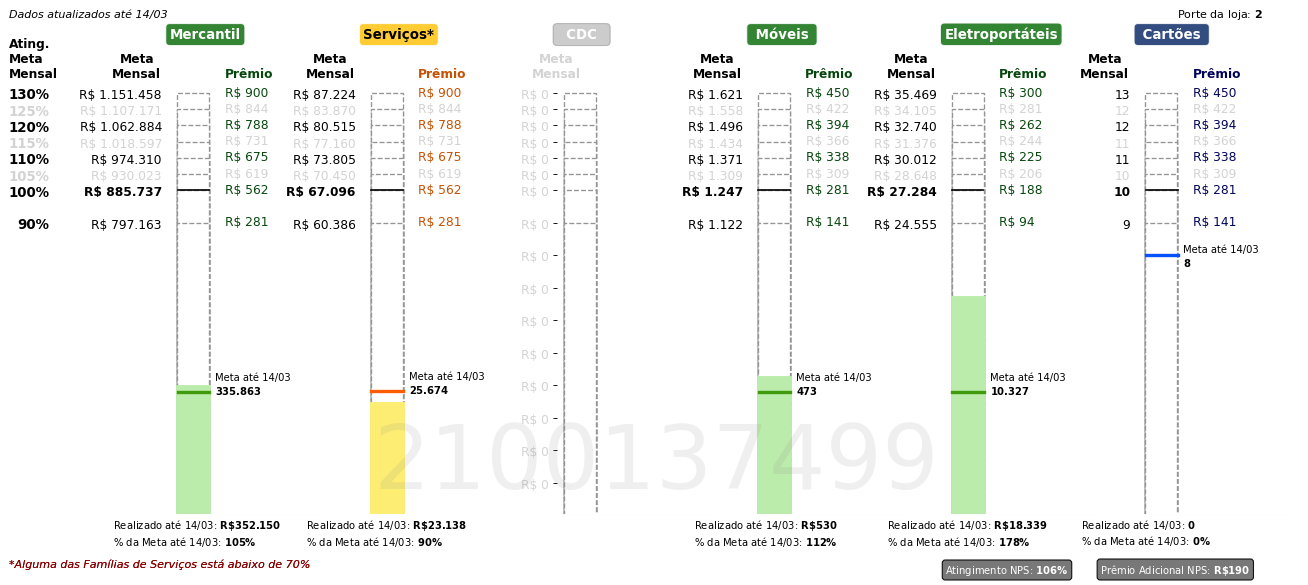 Dados atualizados até 14/03
Porte da loja: 2
Mercantil Serviços* CDC Móveis Eletroportáteis Cartões
Ating. Meta Mensal
Meta Mensal Prêmio Meta Mensal Prêmio Meta Mensal Meta Mensal Prêmio Meta Mensal Prêmio Meta Mensal Prêmio
130% R$ 1.151.458 R$ 900 R$ 87.224 R$ 900 R$ 0 R$ 1.621 R$ 450 R$ 35.469 R$ 300 13 R$ 450
125% R$ 1.107.171 R$ 844 R$ 83.870 R$ 844 R$ 0 R$ 1.558 R$ 422 R$ 34.105 R$ 281 12 R$ 422
120% R$ 1.062.884 R$ 788 R$ 80.515 R$ 788 R$ 0 R$ 1.496 R$ 394 R$ 32.740 R$ 262 12 R$ 394
115% R$ 1.018.597 R$ 731 R$ 77.160 R$ 731 R$ 0 R$ 1.434 R$ 366 R$ 31.376 R$ 244 11 R$ 366
110% R$ 974.310 R$ 675 R$ 73.805 R$ 675 R$ 0 R$ 1.371 R$ 338 R$ 30.012 R$ 225 11 R$ 338
105% R$ 930.023 R$ 619 R$ 70.450 R$ 619 R$ 0 R$ 1.309 R$ 309 R$ 28.648 R$ 206 10 R$ 309
100% R$ 885.737 R$ 562 R$ 67.096 R$ 562 R$ 0 R$ 1.247 R$ 281 R$ 27.284 R$ 188 10 R$ 281
90% R$ 797.163 R$ 281 R$ 60.386 R$ 281 R$ 0 R$ 1.122 R$ 141 R$ 24.555 R$ 94 9 R$ 141
R$ 0 Meta até 14/03
8
R$ 0
R$ 0
R$ 0
Meta até 14/03 Meta até 14/03 R$ 0 Meta até 14/03 Meta até 14/03
335.863 25.674 473 10.327
R$ 0
R$ 0
R$ 0
2100137499
Realizado até 14/03: R$352.150 Realizado até 14/03: R$23.138 Realizado até 14/03: R$530 Realizado até 14/03: R$18.339 Realizado até 14/03: 0
% da Meta até 14/03: 105% % da Meta até 14/03: 90% % da Meta até 14/03: 112% % da Meta até 14/03: 178% % da Meta até 14/03: 0%
*Alguma das Famílias de Serviços está abaixo de 70%
Atingimento NPS: 106% Prêmio Adicional NPS: R$190